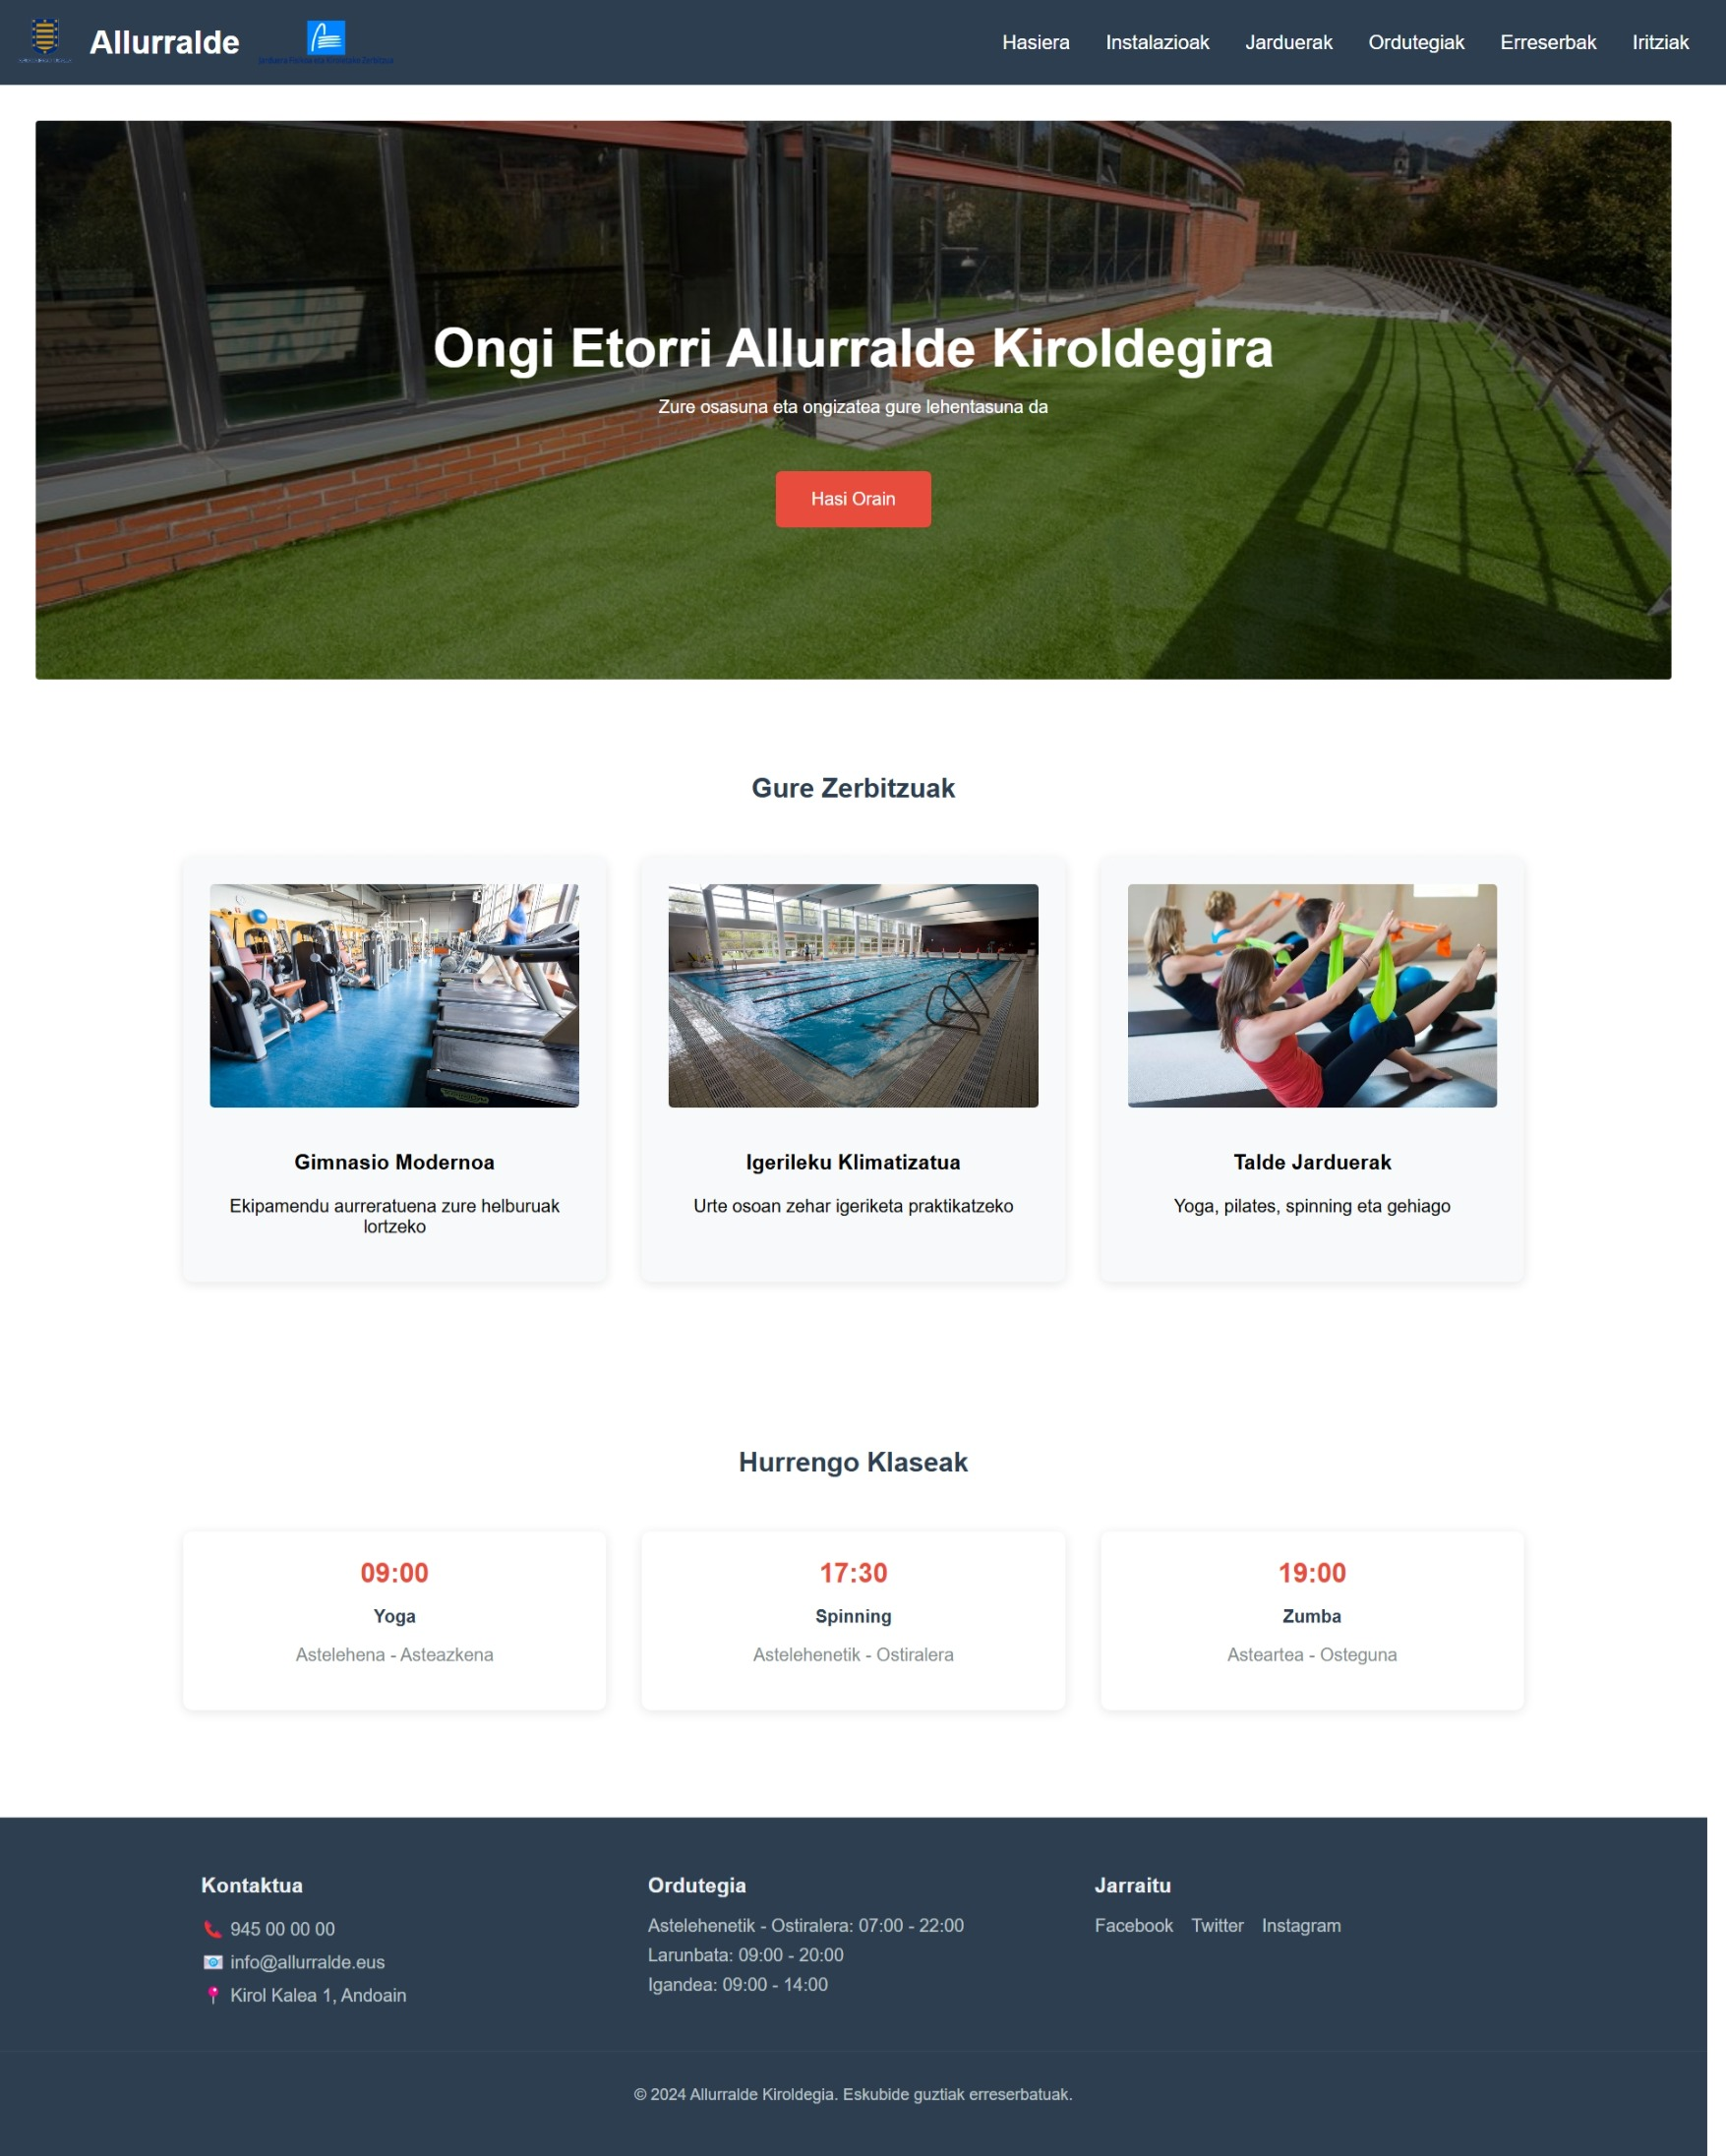 Allurralde
Hasiera Instalazioak Jarduerak Ordutegiak Erreserbak Iritziak
Ongi Etorri Allurralde Kiroldegira
Zure osasuna eta ongizatea gure lehentasuna da
Hasi Orain
Gure Zerbitzuak
Gimnasio Modernoa
Ekipamendu aurreratuena zure helburuak
lortzeko
Igerileku Klimatizatua
Urte osoan zehar igeriketa praktikatzeko
Talde Jarduerak
Yoga, pilates, spinning eta gehiago
Hurrengo Klaseak
09:00
Yoga
Astelehena - Asteazkena
17:30
Spinning
Astelehenetik - Ostiralera
19:00
Zumba
Asteartea - Osteguna
Kontaktua
945 00 00 00
info@allurralde.eus
Kirol Kalea 1, Andoain
Ordutegia
Astelehenetik - Ostiralera: 07:00 - 22:00
Larunbata: 09:00 - 20:00
Igandea: 09:00 - 14:00
Jarraitu
Facebook Twitter Instagram
© 2024 Allurralde Kiroldegia. Eskubide guztiak erreserbatuak.